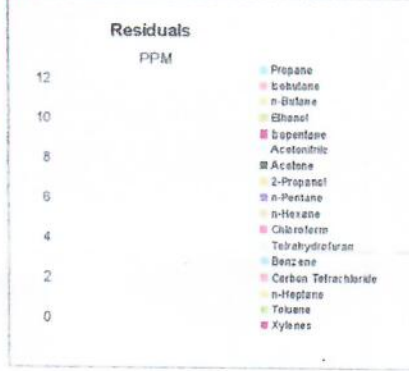 Residuals
PPM
12
10
8
6
4
2
0
Propane
Isobutane
n-Butane
Ethanol
Isopentane
Acetonitrile
Acetone
2-Propanol
n-Pentane
n-Hexane
Chloroform
Tetrahydrofuran
Benzene
Carbon Tetrachloride
n-Heptane
Toluene
Xylenes